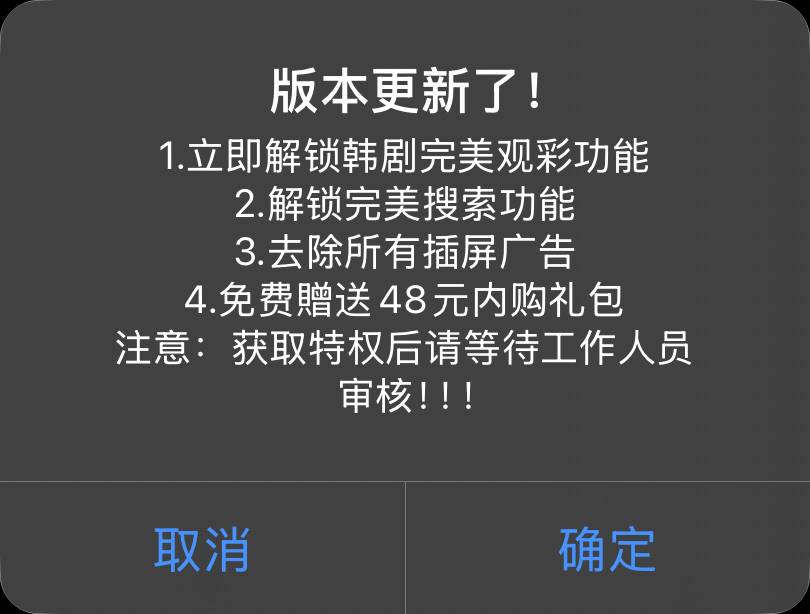 版本更新了！
1.立即解锁韩剧完美观彩功能
2.解锁完美搜索功能
3.去除所有插屏广告
4.免费赠送48元内购礼包
注意：获取特权后请等待工作人员
审核！！！
取消
确定